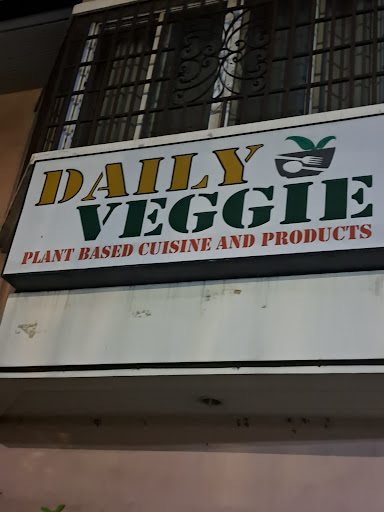 DAILY
VEGGIE
PLANT BASED CUISINE AND PRODUCTS